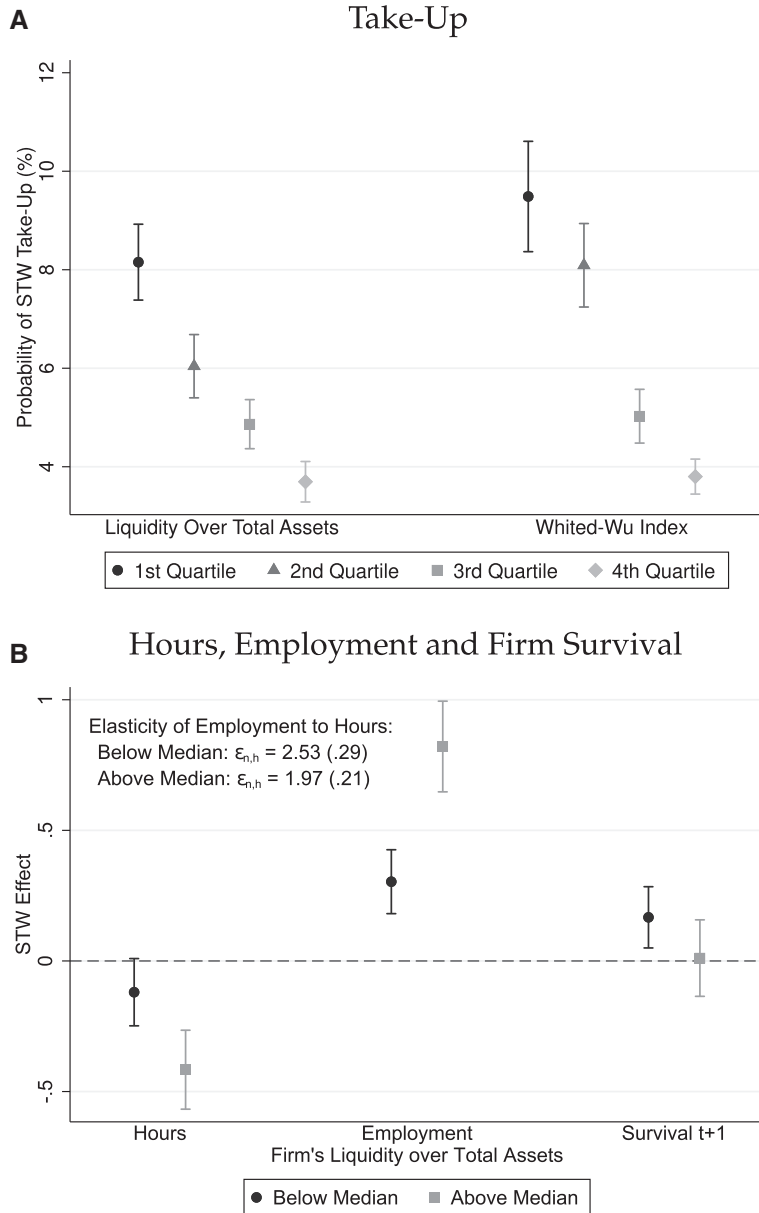 A
Take-Up
Probability of STW Take-Up (%)
12
10
8
6
4
Liquidity Over Total Assets
Whited-Wu Index
1st Quartile
2nd Quartile
3rd Quartile
4th Quartile
B
Hours, Employment and Firm Survival
Elasticity of Employment to Hours:
Below Median: εn,h = 2.53 (.29)
Above Median: εn,h = 1.97 (.21)
STW Effect
1
.5
0
-.5
Hours
Employment
Survival t+1
Firm's Liquidity over Total Assets
Below Median
Above Median